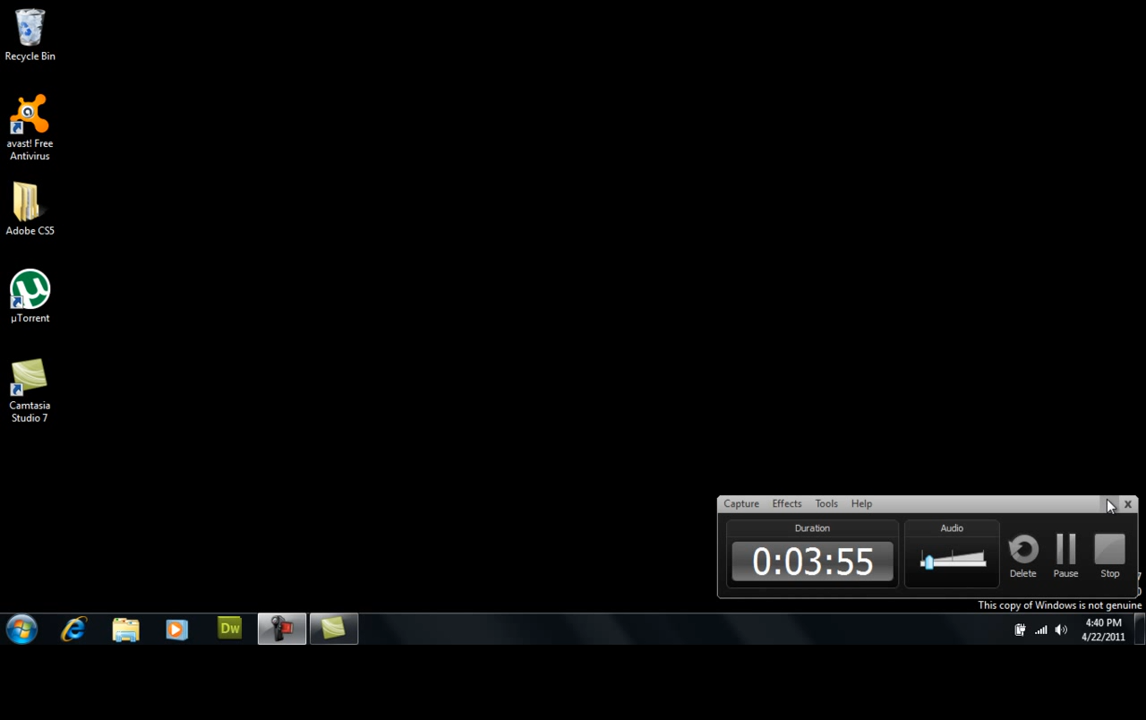 Recycle Bin
avast! Free
Antivirus
Adobe CS5
µTorrent
Camtasia
Studio 7
Capture Effects Tools Help
Duration
Audio
0:03:55
Delete
Pause
Stop
This copy of Windows is not genuine
Dw
4:40 PM
4/22/2011